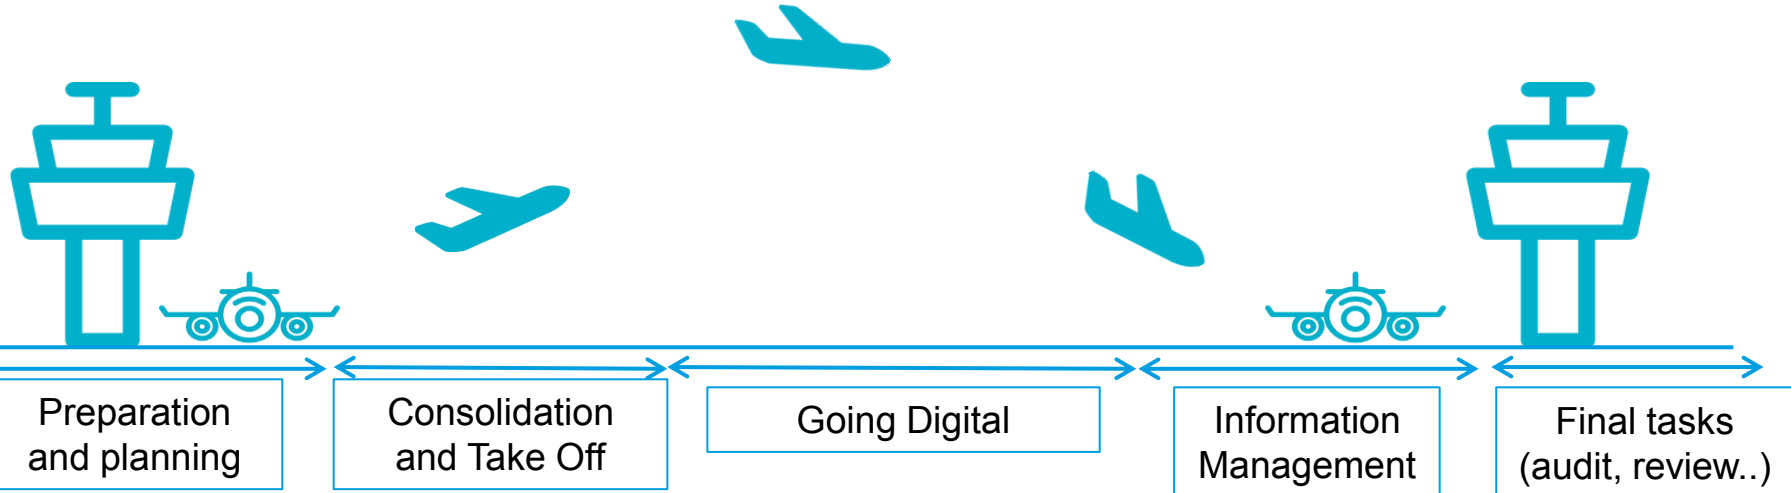 Preparation
and planning
Consolidation
and Take Off
Going Digital
Information
Management
Final tasks
(audit, review..)